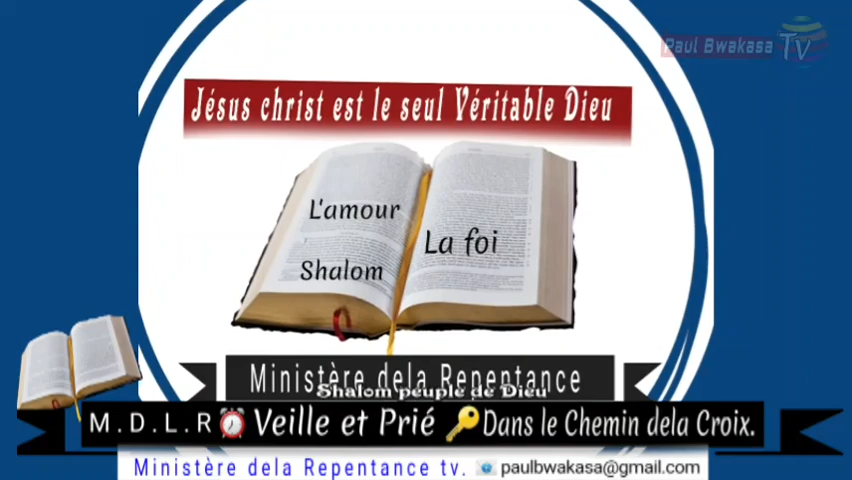 Paul Bwakasa TV
Jésus christ est le seul Véritable Dieu
L'amour
La foi
Shalom
Ministère dela Repentance
Shalom peuple de Dieu
M.D.L.R⏰Veille et Prié 🔑Dans le Chemin dela Croix.
Ministère dela Repentance tv. 📧 paulbwakasa@gmail.com